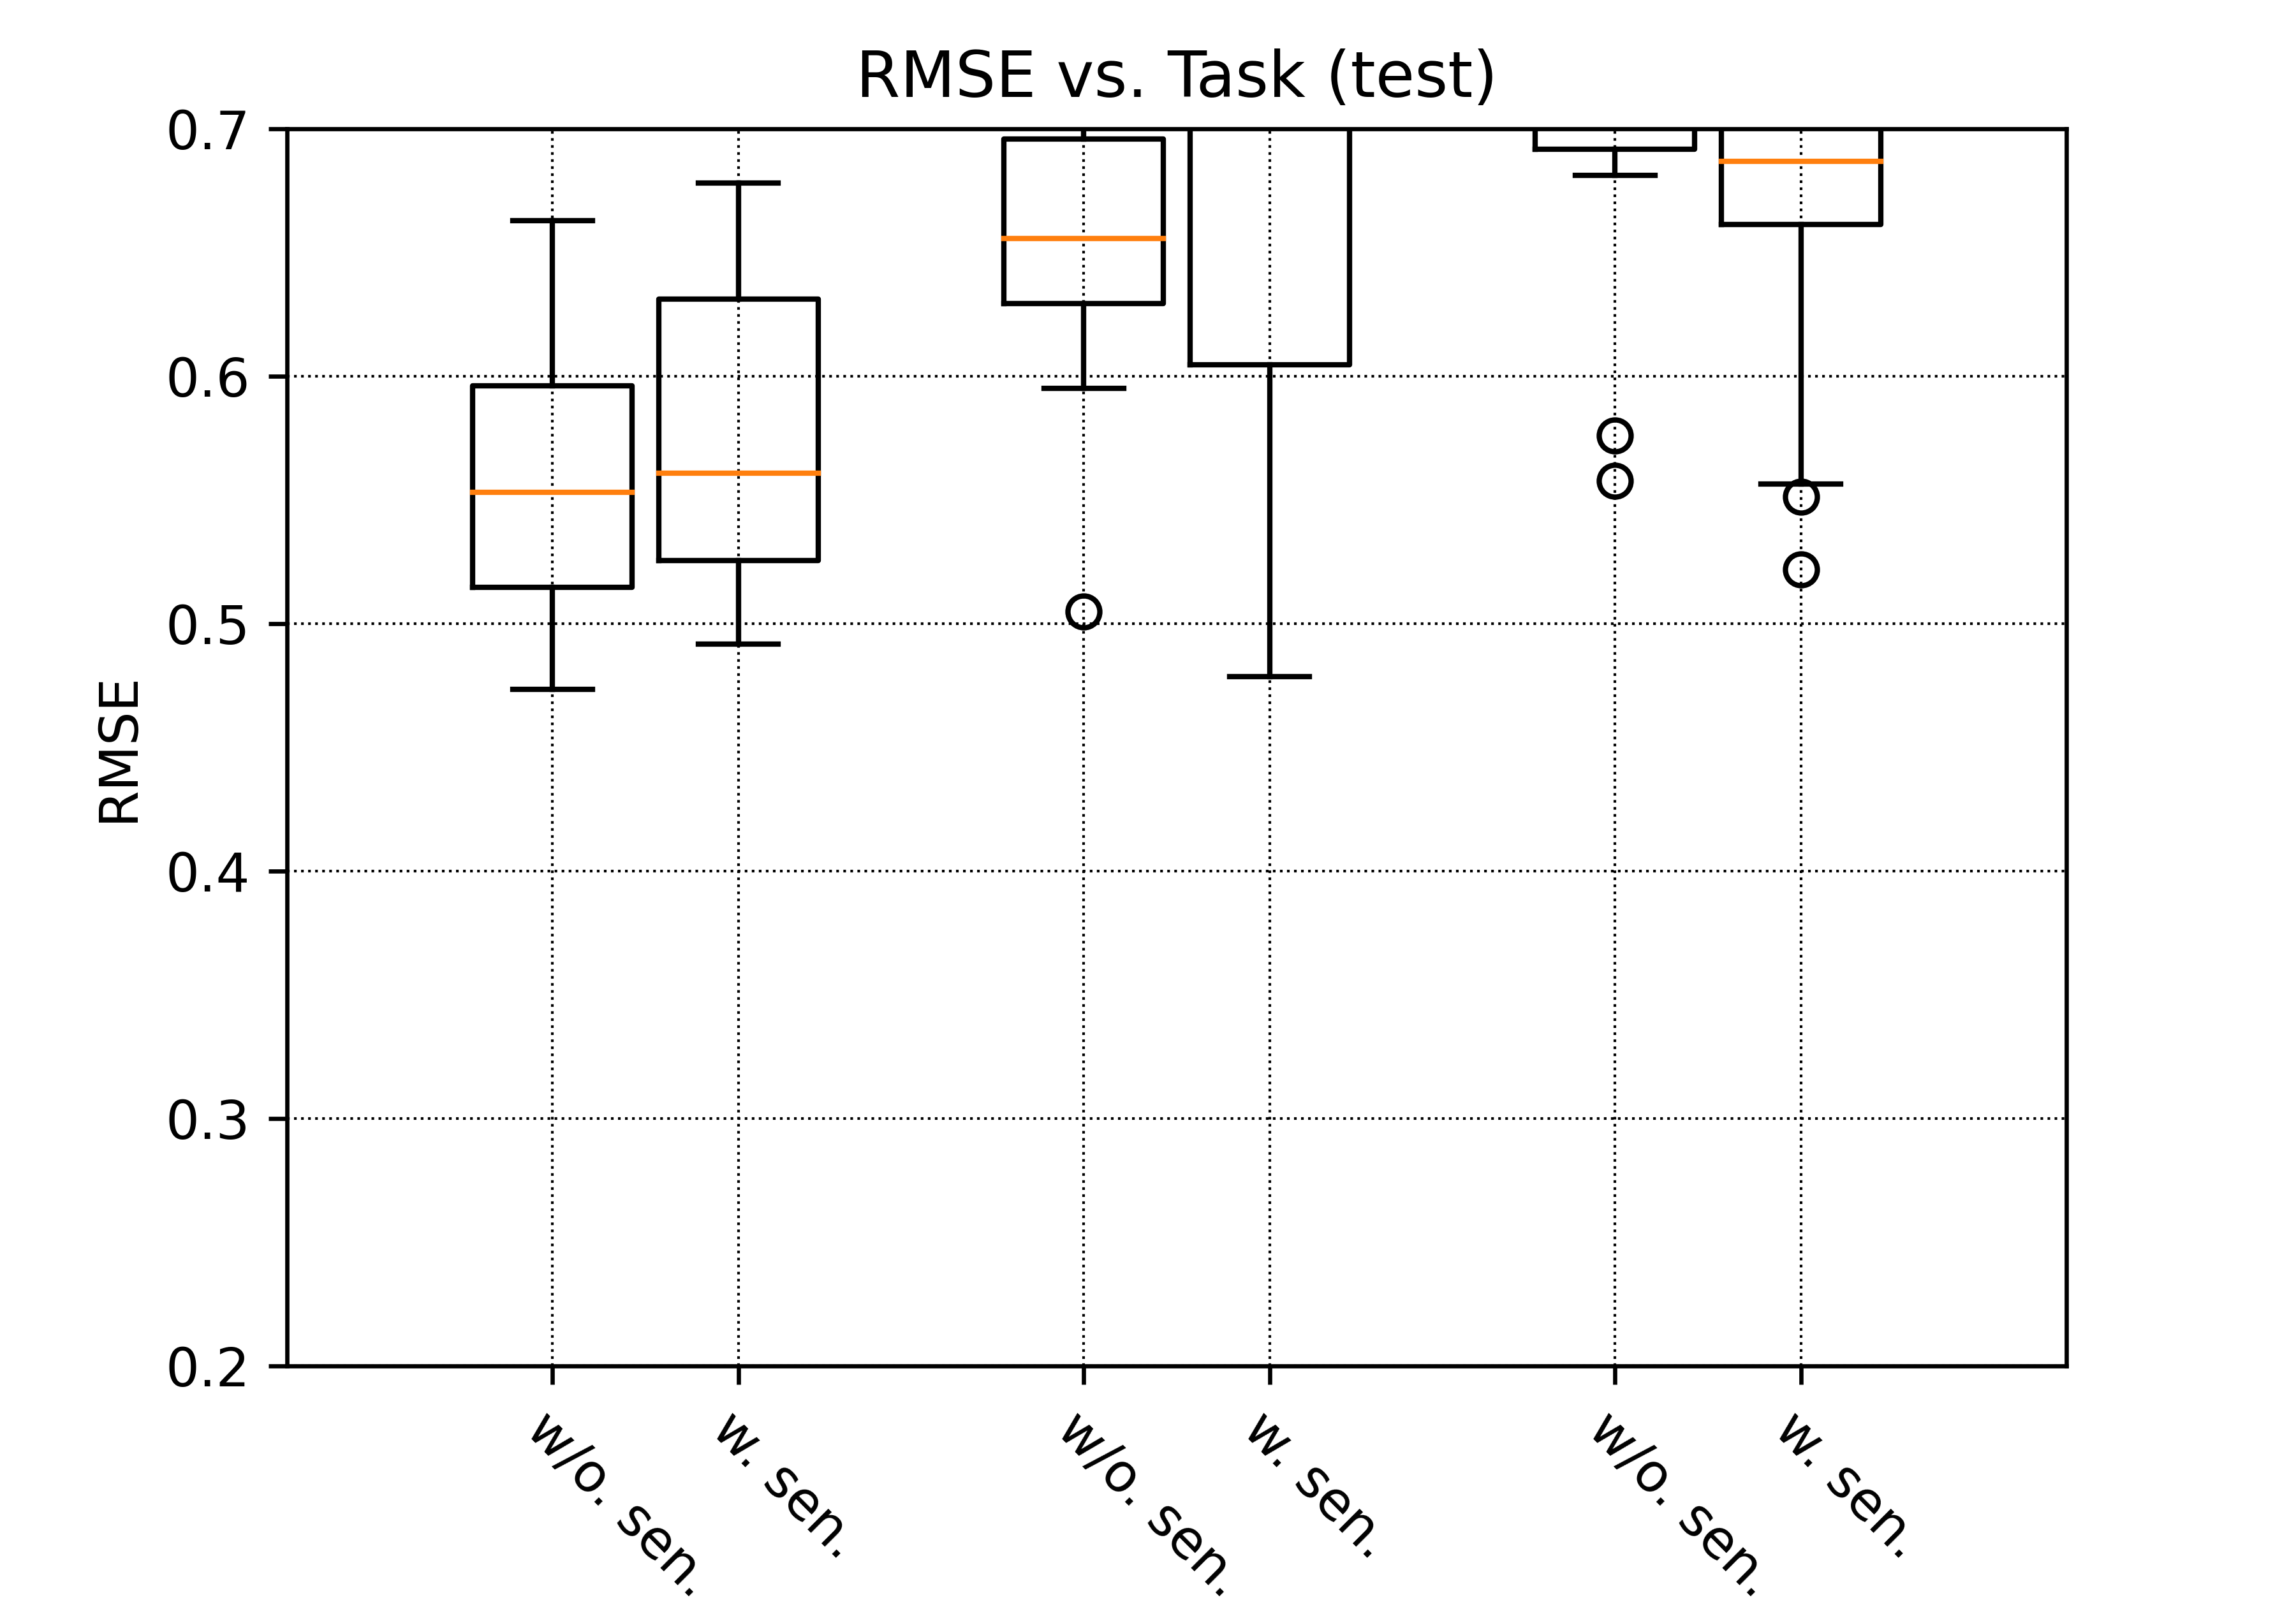 RMSE vs. Task (test)
0.7
0.6
0.5
0.4
0.3
0.2
RMSE
w/o. sen.
w. sen.
w/o. sen.
w. sen.
w/o. sen.
w. sen.